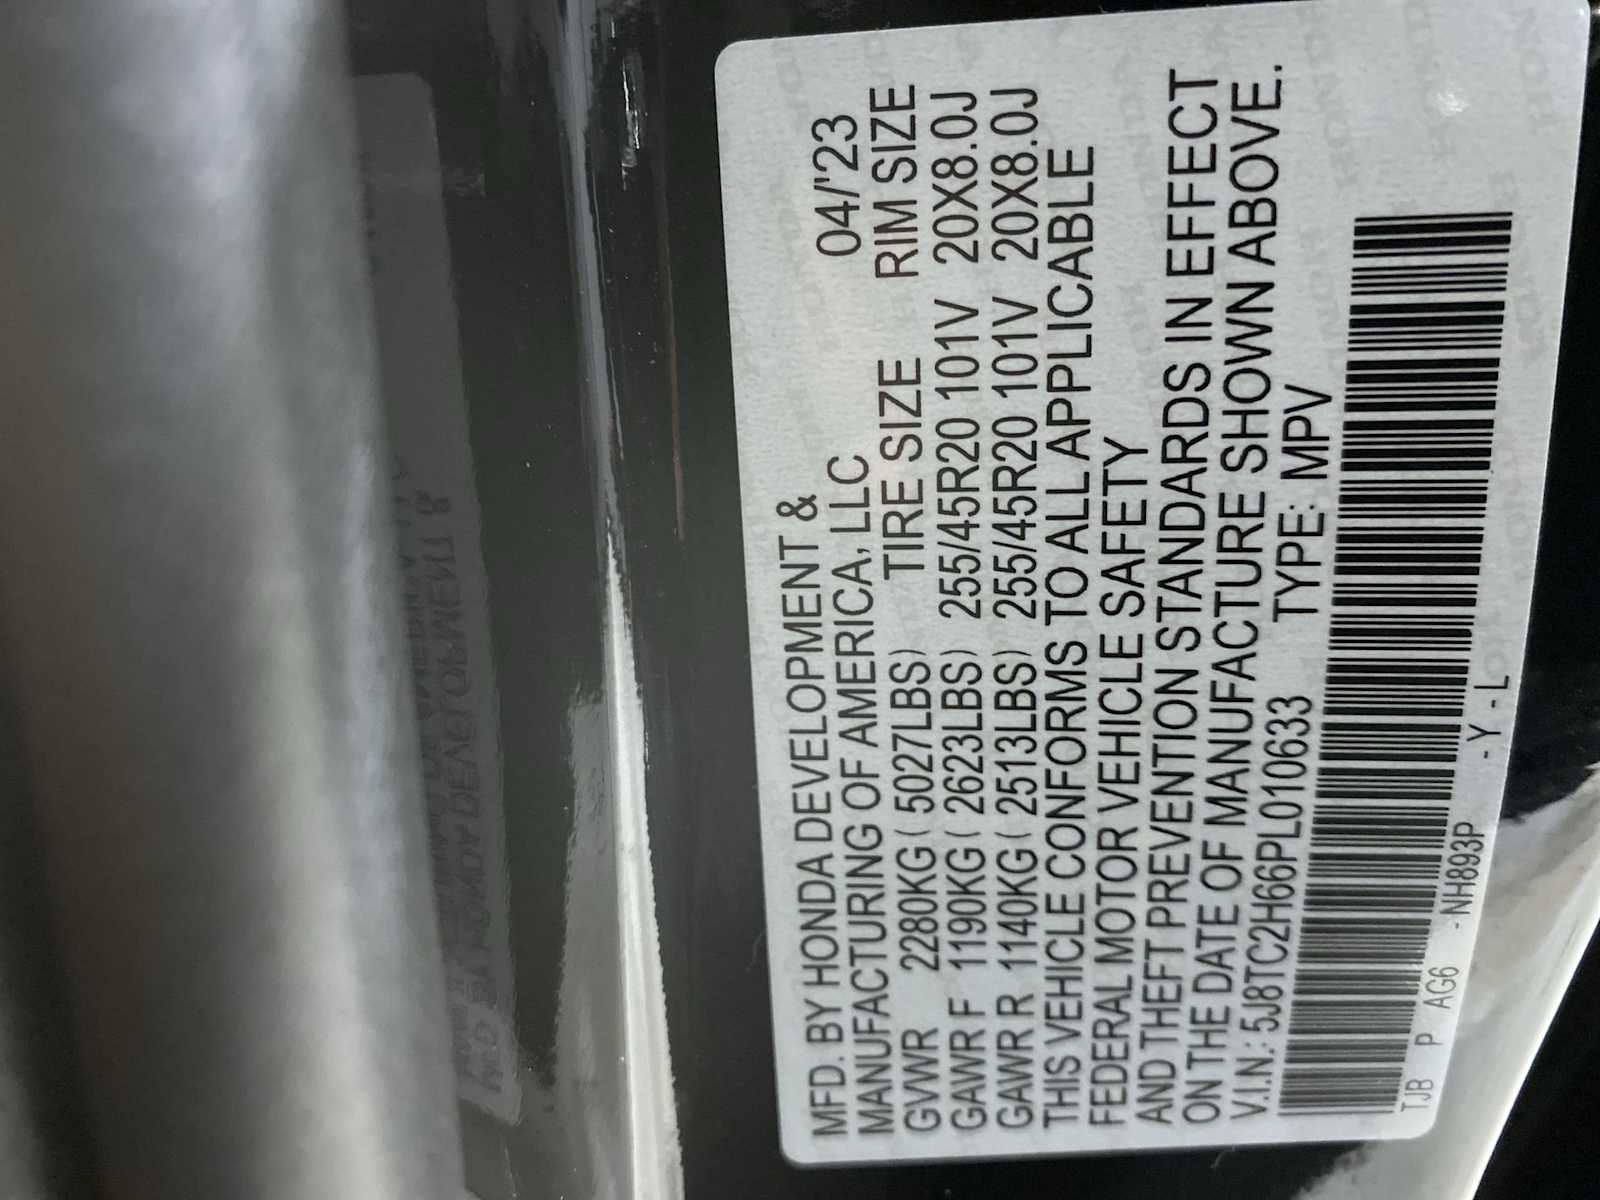 MFD. BY HONDA DEVELOPMENT &
MANUFACTURING OF AMERICA, LLC 04/'23
TIRE SIZE RIM SIZE
GVWR 2280KG ( 5027LBS)
GAWR F 1190KG ( 2623LBS) 255/45R20 101V 20X8.0J
GAWR R 1140KG ( 2513LBS) 255/45R20 101V 20X8.0J
THIS VEHICLE CONFORMS TO ALL APPLICABLE
FEDERAL MOTOR VEHICLE SAFETY
AND THEFT PREVENTION STANDARDS IN EFFECT
ON THE DATE OF MANUFACTURE SHOWN ABOVE.
V.I.N.: 5J8TC2H66PL010633 TYPE: MPV
TJB P AG6 -NH893P - Y - L